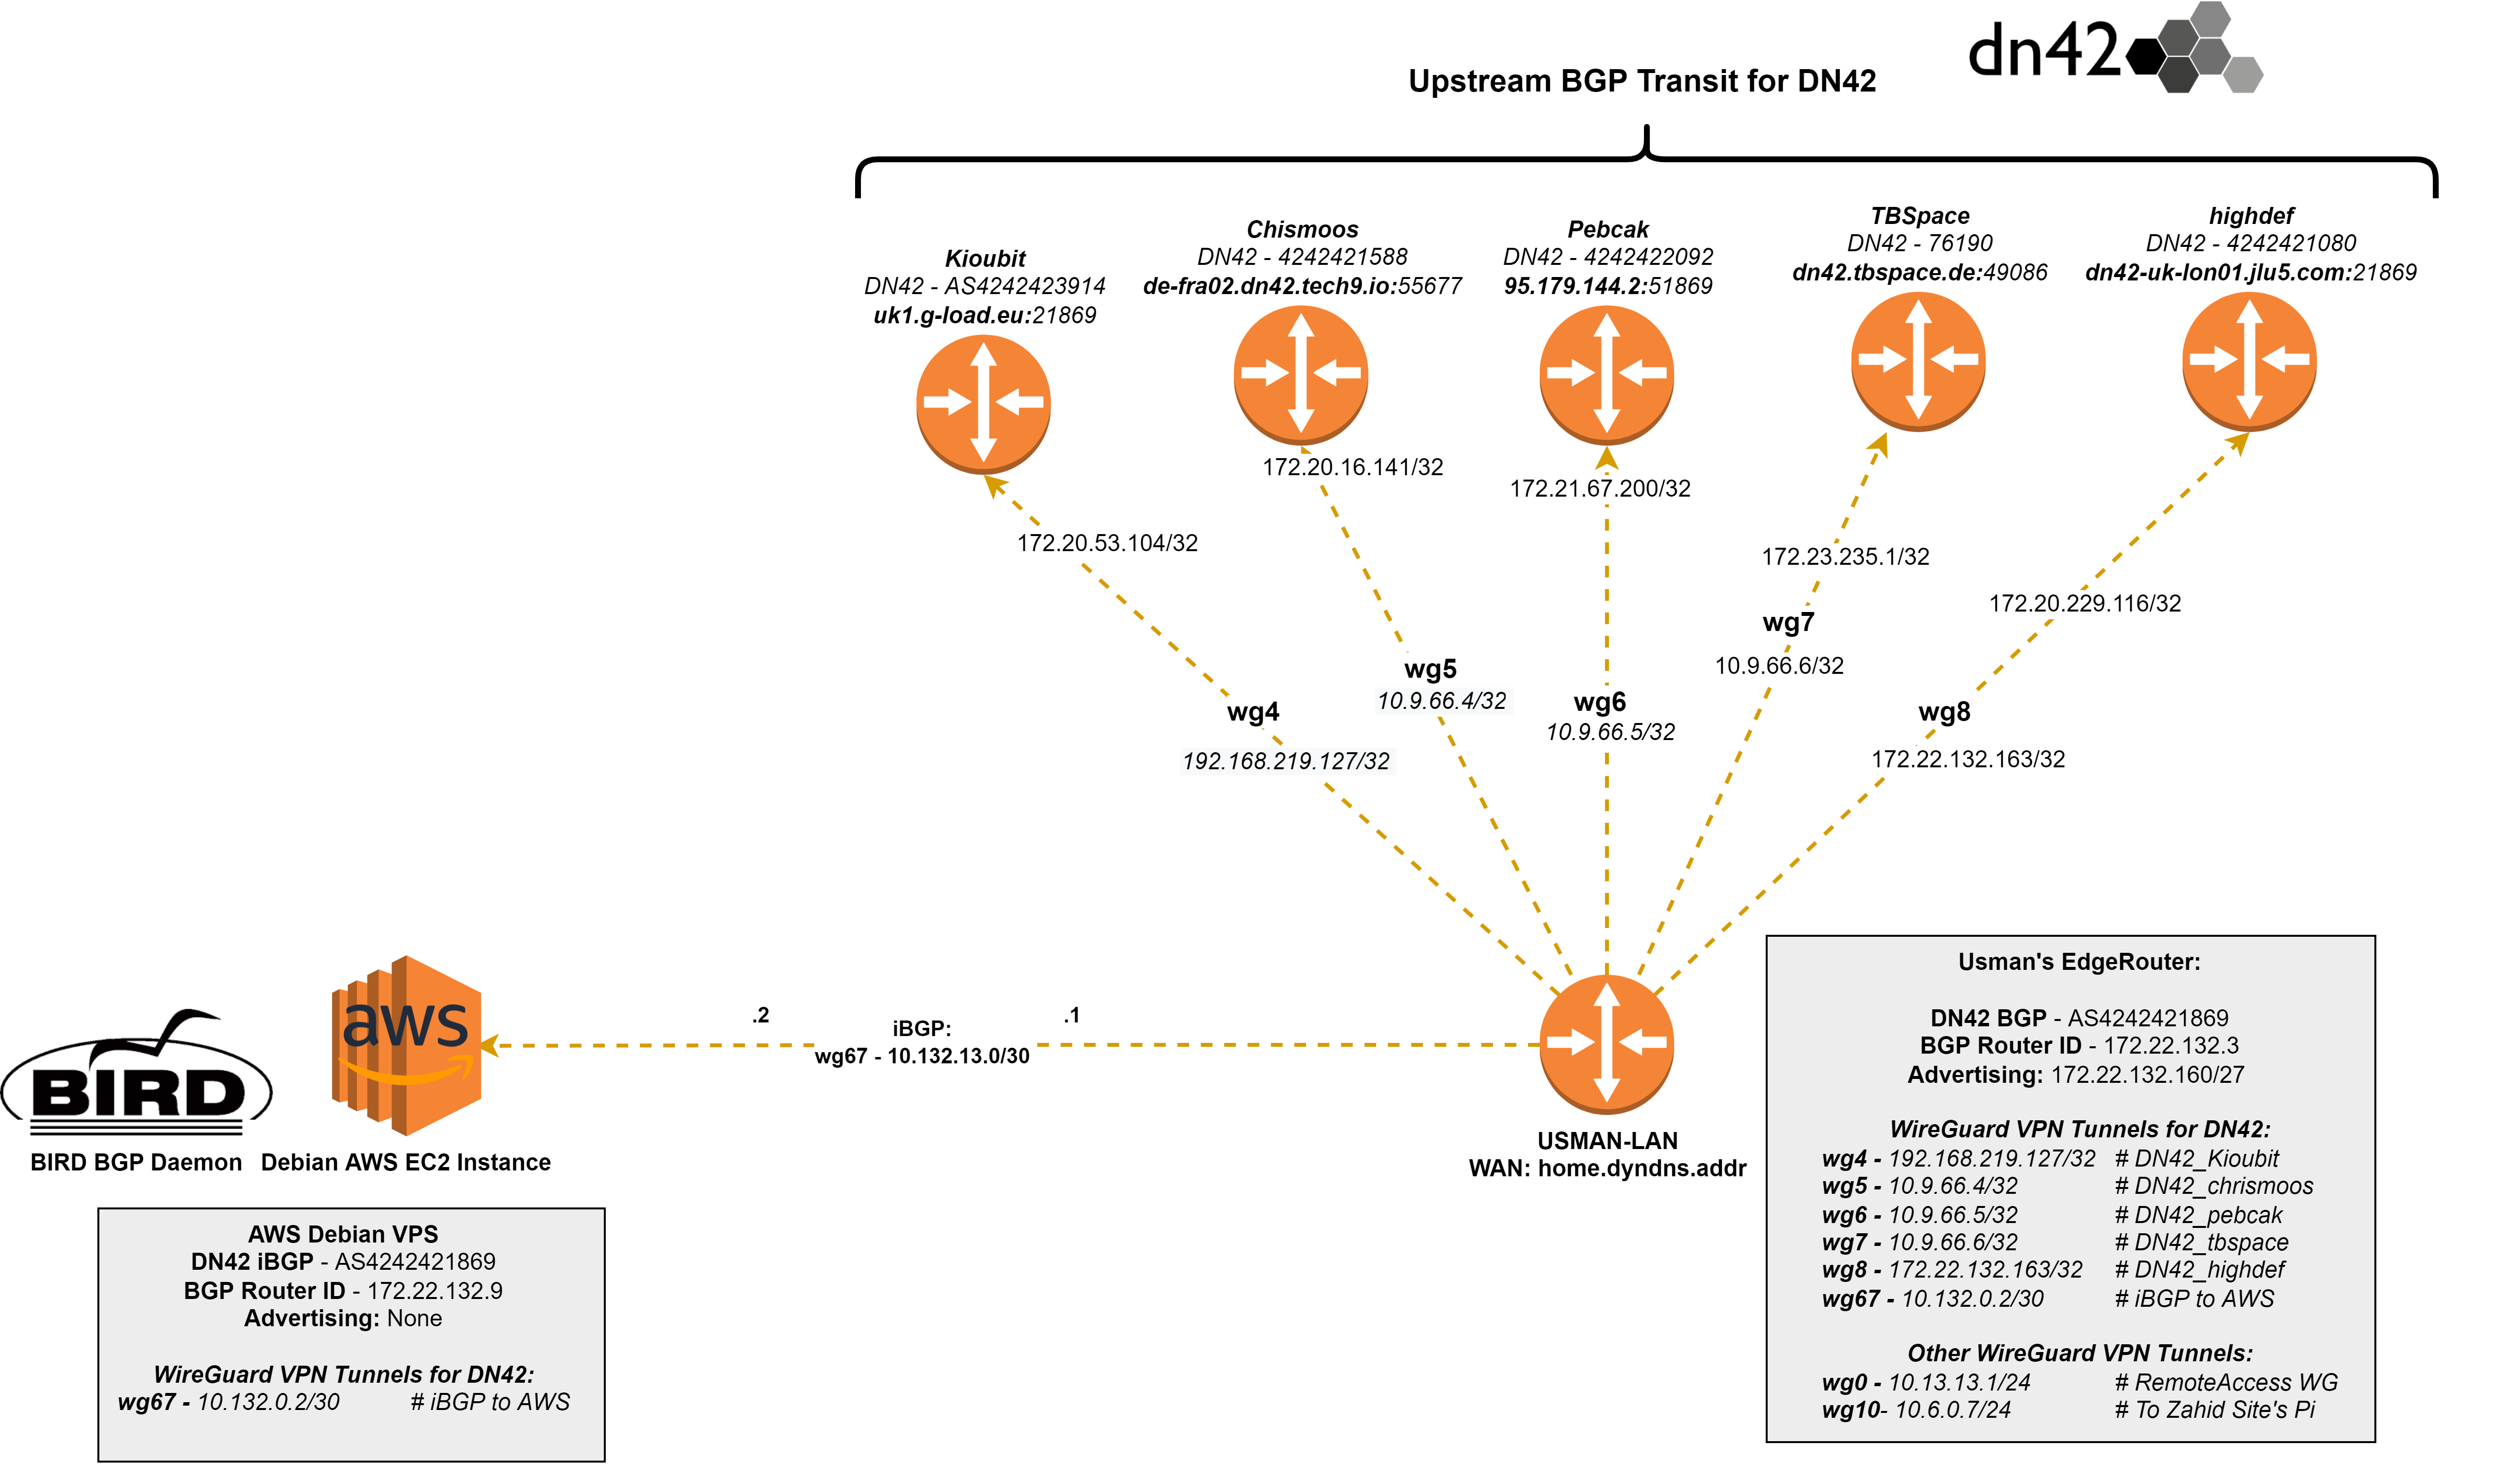 dn42
Upstream BGP Transit for DN42
Kioubit
DN42 - AS4242423914
uk1.g-load.eu:21869
Chismoos
DN42 - 4242421588
de-fra02.dn42.tech9.io:55677
Pebcak
DN42 - 4242422092
95.179.144.2:51869
TBSpace
DN42 - 76190
dn42.tbspace.de:49086
highdef
DN42 - 4242421080
dn42-uk-lon01.jlu5.com:21869
172.20.53.104/32
172.20.16.141/32
172.21.67.200/32
172.23.235.1/32
172.20.229.116/32
wg4
192.168.219.127/32
wg5
10.9.66.4/32
wg6
10.9.66.5/32
wg7
10.9.66.6/32
wg8
172.22.132.163/32
BIRD
BIRD BGP Daemon
aws
Debian AWS EC2 Instance
.2
iBGP:
wg67 - 10.132.13.0/30
.1
USMAN-LAN
WAN: home.dyndns.addr
AWS Debian VPS
DN42 iBGP - AS4242421869
BGP Router ID - 172.22.132.9
Advertising: None
WireGuard VPN Tunnels for DN42:
wg67 - 10.132.0.2/30 # iBGP to AWS
Usman's EdgeRouter:
DN42 BGP - AS4242421869
BGP Router ID - 172.22.132.3
Advertising: 172.22.132.160/27
WireGuard VPN Tunnels for DN42:
wg4 - 192.168.219.127/32 # DN42_Kioubit
wg5 - 10.9.66.4/32 # DN42_chrismoos
wg6 - 10.9.66.5/32 # DN42_pebcak
wg7 - 10.9.66.6/32 # DN42_tbspace
wg8 - 172.22.132.163/32 # DN42_highdef
wg67 - 10.132.0.2/30 # iBGP to AWS
Other WireGuard VPN Tunnels:
wg0 - 10.13.13.1/24 # RemoteAccess WG
wg10- 10.6.0.7/24 # To Zahid Site's Pi